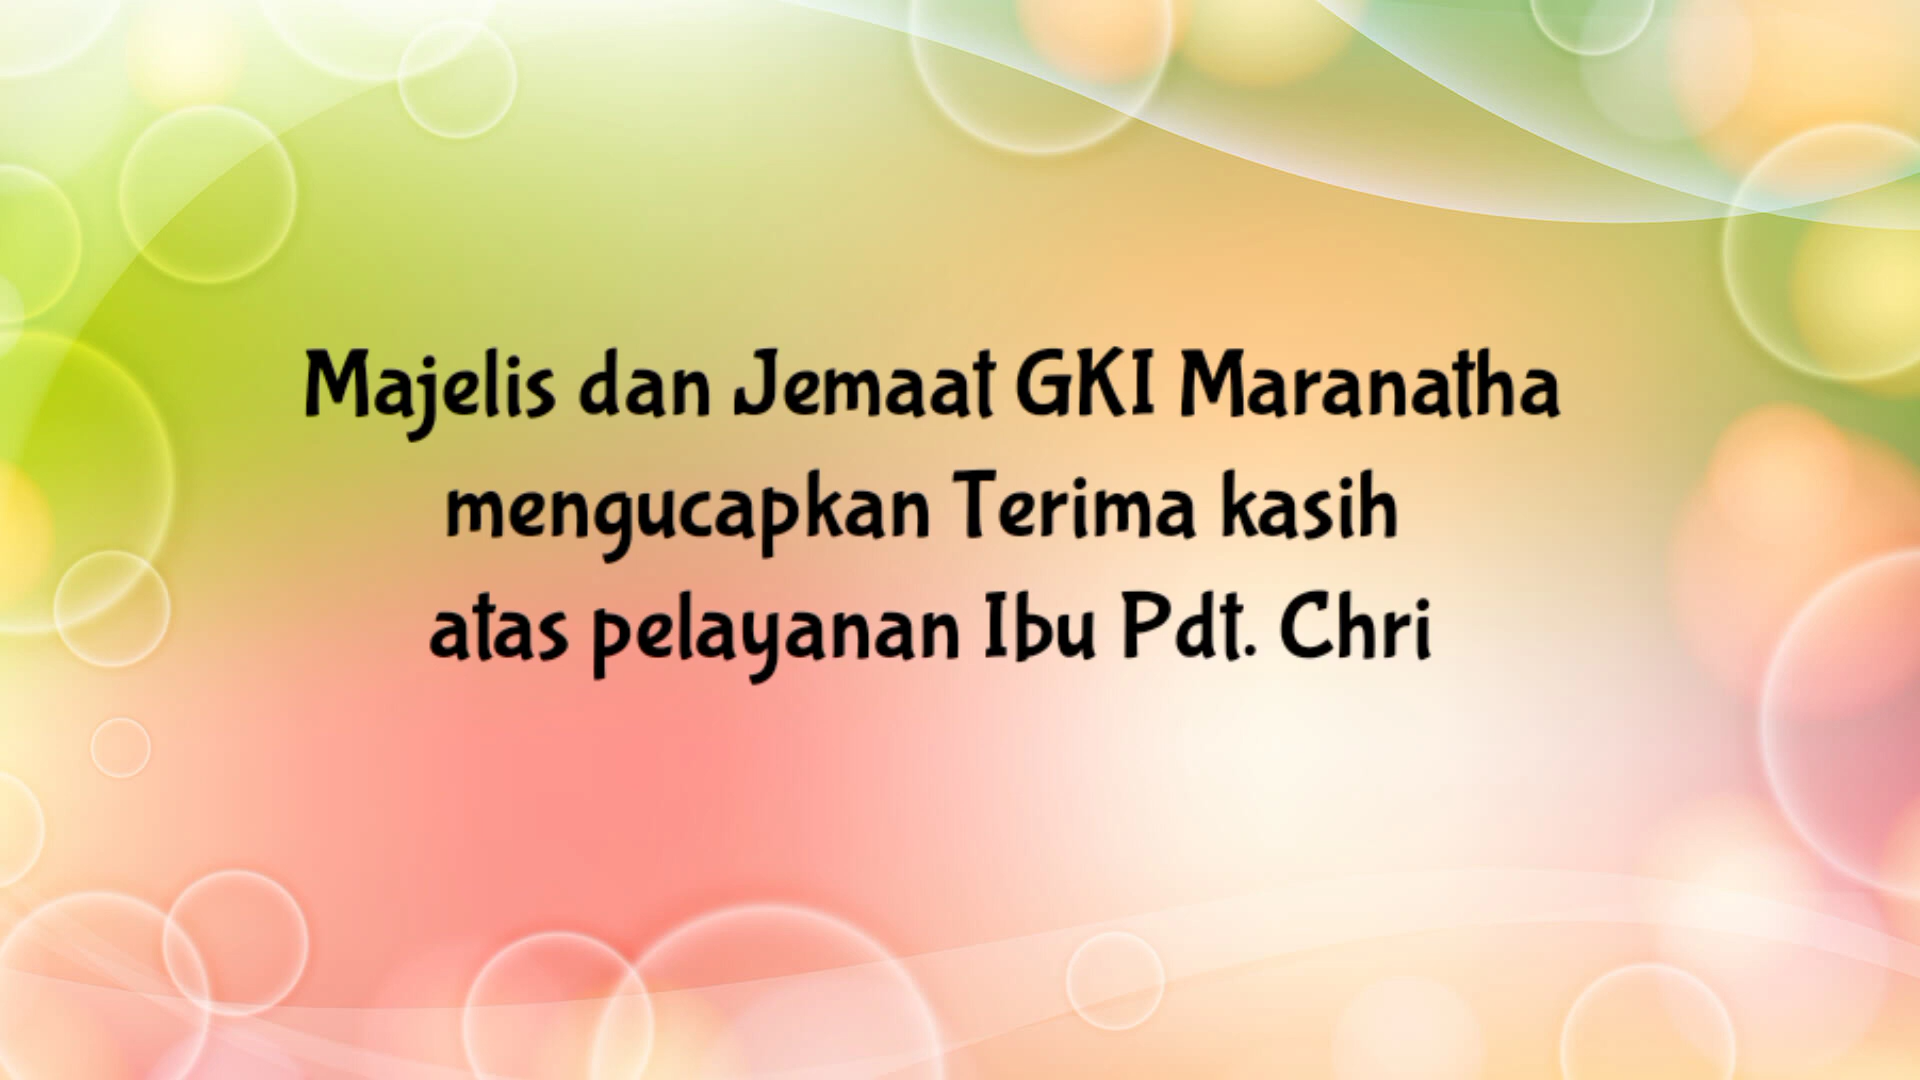 Majelis dan Jemaat GKI Maranatha
mengucapkan Terima kasih
atas pelayanan Ibu Pdt. Chri